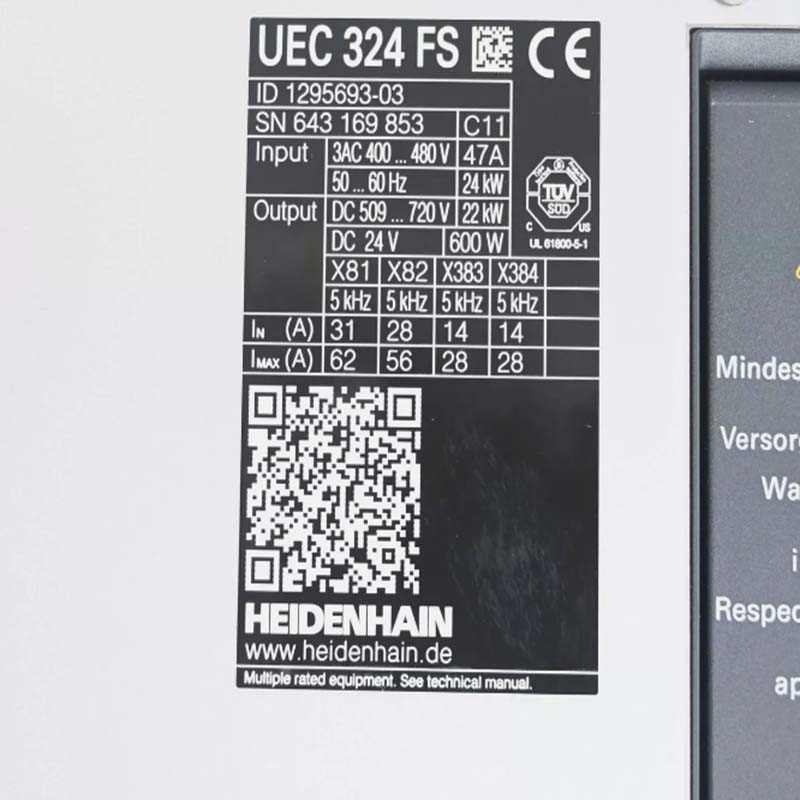 UEC 324 FS CE
ID 1295693-03
SN 643 169 853 C11
Input 3AC 400 ... 480 V 47A
50 ... 60 Hz 24 kW
Output DC 509 ... 720 V 22 kW
DC 24 V 600 W
TÜV
SÜD
C US
UL 61800-5-1
X81 X82 X383 X384
5 kHz 5 kHz 5 kHz 5 kHz
IN (A) 31 28 14 14
IMAX (A) 62 56 28 28
HEIDENHAIN
www.heidenhain.de
Multiple rated equipment. See technical manual.
Mindes
Versorg
Wa
i
Respec
ap